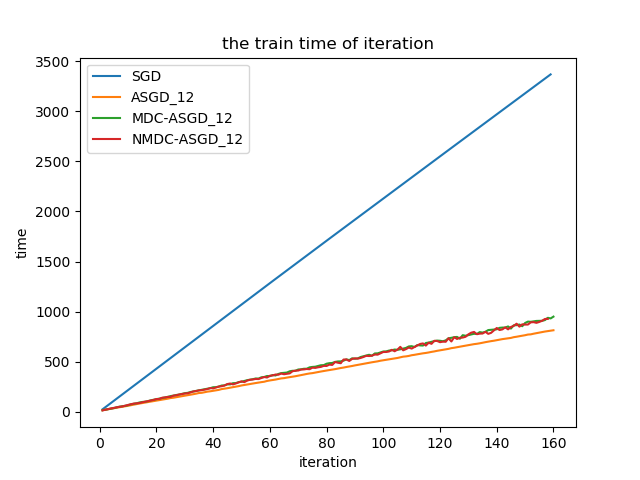 the train time of iteration
SGD
ASGD_12
MDC-ASGD_12
NMDC-ASGD_12
3500
3000
2500
2000
1500
1000
500
0
time
0 20 40 60 80 100 120 140 160
iteration